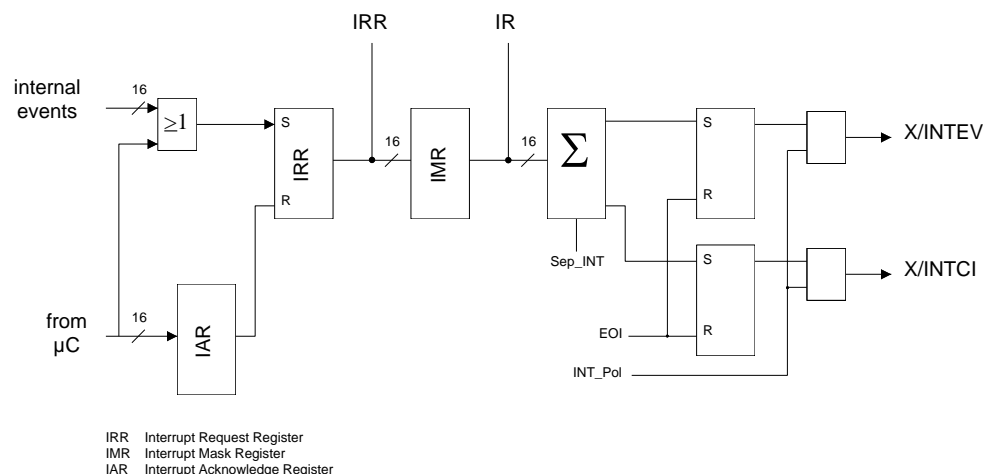 IRR
IR
internal
events
16
≥1
S
IRR
R
16
IMR
16
Σ
Sep_INT
S
R
X/INTEV
S
R
X/INTCI
from
µC
16
IAR
EOI
INT_Pol
IRR Interrupt Request Register
IMR Interrupt Mask Register
IAR Interrupt Acknowledge Register